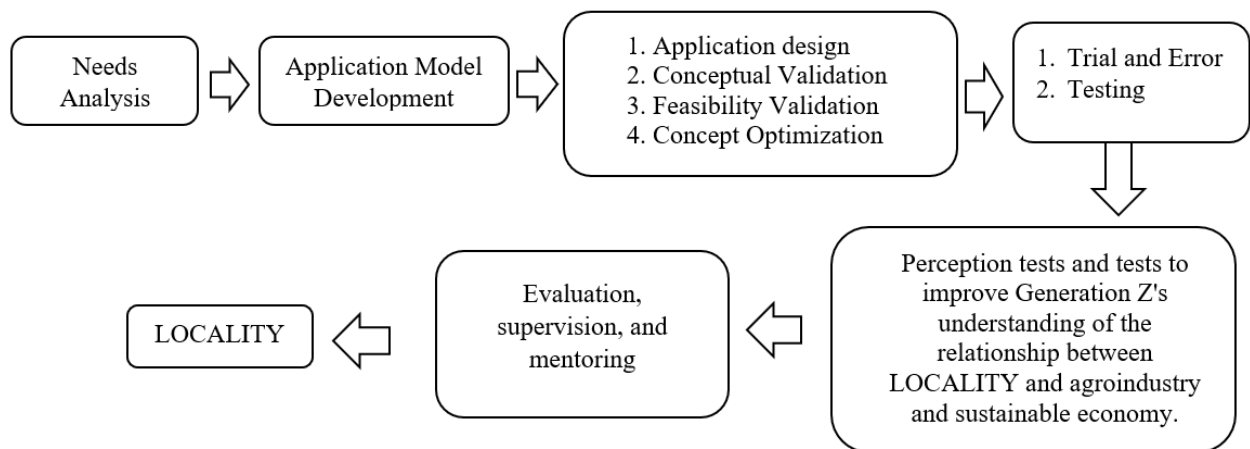 Needs
Analysis
Application Model
Development
1. Application design
2. Conceptual Validation
3. Feasibility Validation
4. Concept Optimization
1. Trial and Error
2. Testing
Perception tests and tests to
improve Generation Z's
understanding of the
relationship between
LOCALITY and agroindustry
and sustainable economy.
Evaluation,
supervision, and
mentoring
LOCALITY